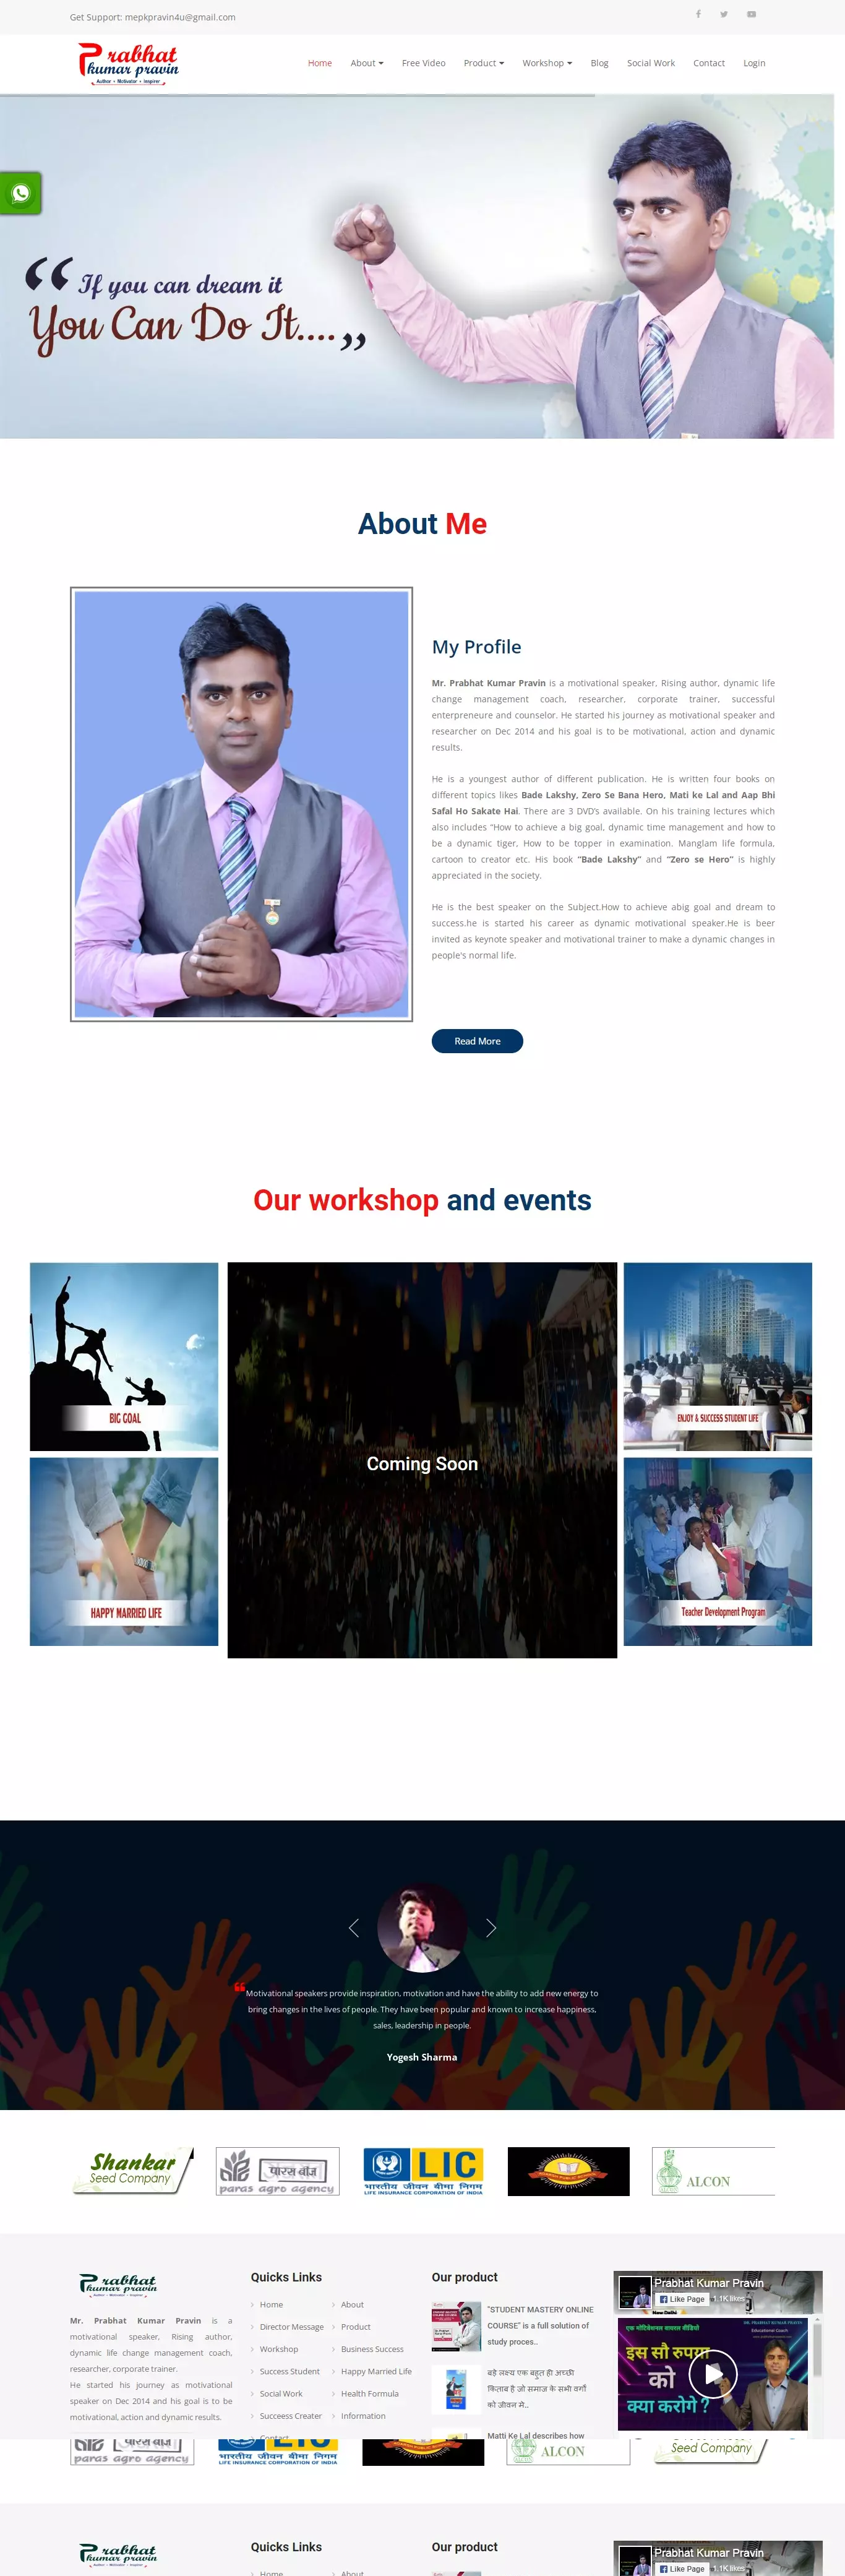 Get Support: mepkpravin4u@gmail.com
Prabhat
kumar pravin
Author • Motivator • Inspirer
Home About Free Video Product Workshop Blog Social Work Contact Login
“ If you can dream it
You Can Do It.... ”
About Me
My Profile
Mr. Prabhat Kumar Pravin is a motivational speaker, Rising author, dynamic life
change management coach, researcher, corporate trainer, successful
enterpreneure and counselor. He started his journey as motivational speaker and
researcher on Dec 2014 and his goal is to be motivational, action and dynamic
results.
He is a youngest author of different publication. He is written four books on
different topics likes Bade Lakshy, Zero Se Bana Hero, Mati ke Lal and Aap Bhi
Safal Ho Sakate Hai. There are 3 DVD's available. On his training lectures which
also includes “How to achieve a big goal, dynamic time management and how to
be a dynamic tiger, How to be topper in examination. Manglam life formula,
cartoon to creator etc. His book “Bade Lakshy” and “Zero se Hero” is highly
appreciated in the society.
He is the best speaker on the Subject.How to achieve abig goal and dream to
success.he is started his career as dynamic motivational speaker.He is beer
invited as keynote speaker and motivational trainer to make a dynamic changes in
people's normal life.
Read More
Our workshop and events
BIG GOAL
Coming Soon
ENJOY & SUCCESS STUDENT LIFE
HAPPY MARRIED LIFE
Teacher Development Program
Motivational speakers provide inspiration, motivation and have the ability to add new energy to
bring changes in the lives of people. They have been popular and known to increase happiness,
sales, leadership in people.
Yogesh Sharma
Shankar
Seed Company
पारस बीज
paras agro agency
LIC
भारतीय जीवन बीमा निगम
LIFE INSURANCE CORPORATION OF INDIA
ALCON
Prabhat
kumar pravin
Mr. Prabhat Kumar Pravin is a
motivational speaker, Rising author,
dynamic life change management coach,
researcher, corporate trainer.
He started his journey as motivational
speaker on Dec 2014 and his goal is to be
motivational, action and dynamic results.
Quicks Links
Home
About
Director Message
Product
Workshop
Business Success
Success Student
Happy Married Life
Social Work
Health Formula
Succeess Creater
Information
Contact
Our product
"STUDENT MASTERY ONLINE
COURSE" is a full solution of
study proces..
बड़े लक्ष्य एक बहुत ही अच्छी
किताब है जो समाज के सभी वर्गों
को जीवन मे..
Matti Ke Lal describes how
Prabhat Kumar Pravin
Like Page 1.1K likes
New Delhi
DR. PRABHAT KUMAR PRAVIN
Educational Coach
एक मोटिवेशनल वायरल वीडियो
इस सौ रुपया
को
क्या करोगे ?
paras agro agency
भारतीय जीवन बीमा निगम
LIFE INSURANCE CORPORATION OF INDIA
ALCON
Seed Company
Prabhat
kumar pravin
Quicks Links
Home
About
Our product
Prabhat Kumar Pravin
Like Page 1.1K likes